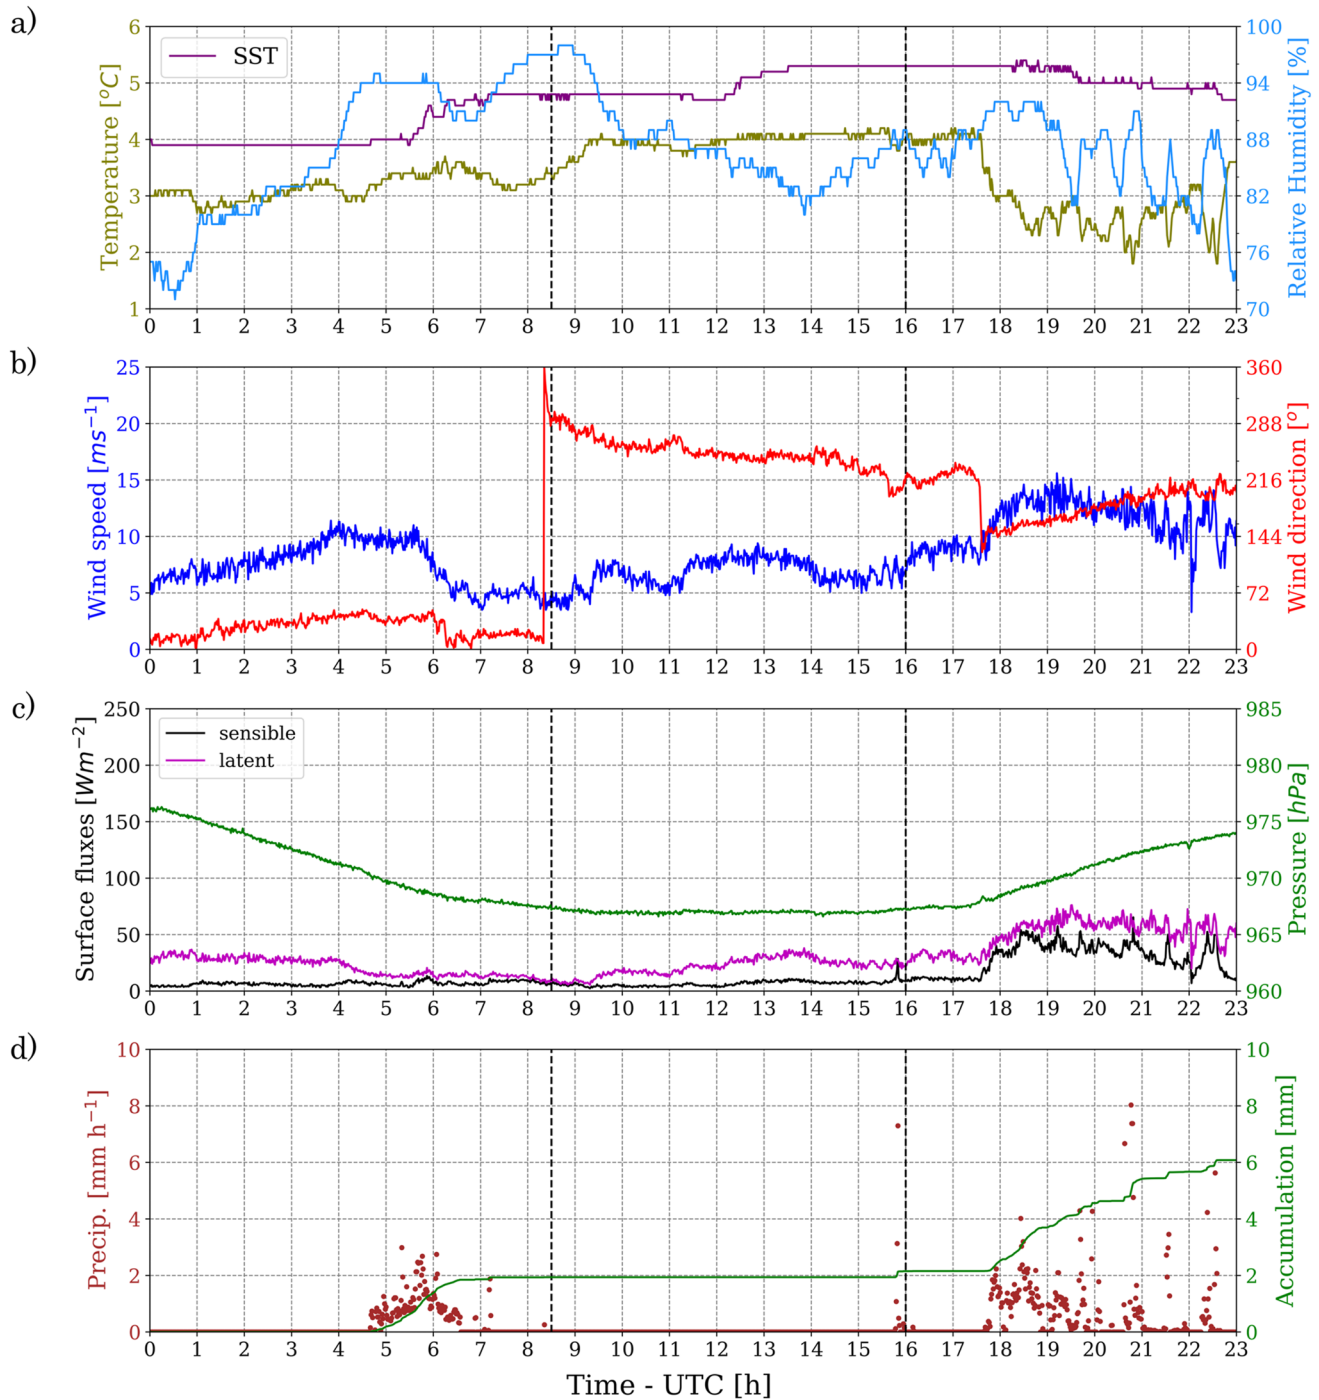 a)
6
5
4
3
2
1
Temperature [°C]
SST
100
94
88
82
76
70
Relative Humidity [%]
0 1 2 3 4 5 6 7 8 9 10 11 12 13 14 15 16 17 18 19 20 21 22 23
b)
25
20
15
10
5
0
Wind speed [ms⁻¹]
360
288
216
144
72
0
Wind direction [°]
0 1 2 3 4 5 6 7 8 9 10 11 12 13 14 15 16 17 18 19 20 21 22 23
c)
250
200
150
100
50
0
Surface fluxes [Wm⁻²]
sensible
latent
985
980
975
970
965
960
Pressure [hPa]
0 1 2 3 4 5 6 7 8 9 10 11 12 13 14 15 16 17 18 19 20 21 22 23
d)
10
8
6
4
2
0
Precip. [mm h⁻¹]
10
8
6
4
2
0
Accumulation [mm]
0 1 2 3 4 5 6 7 8 9 10 11 12 13 14 15 16 17 18 19 20 21 22 23
Time - UTC [h]